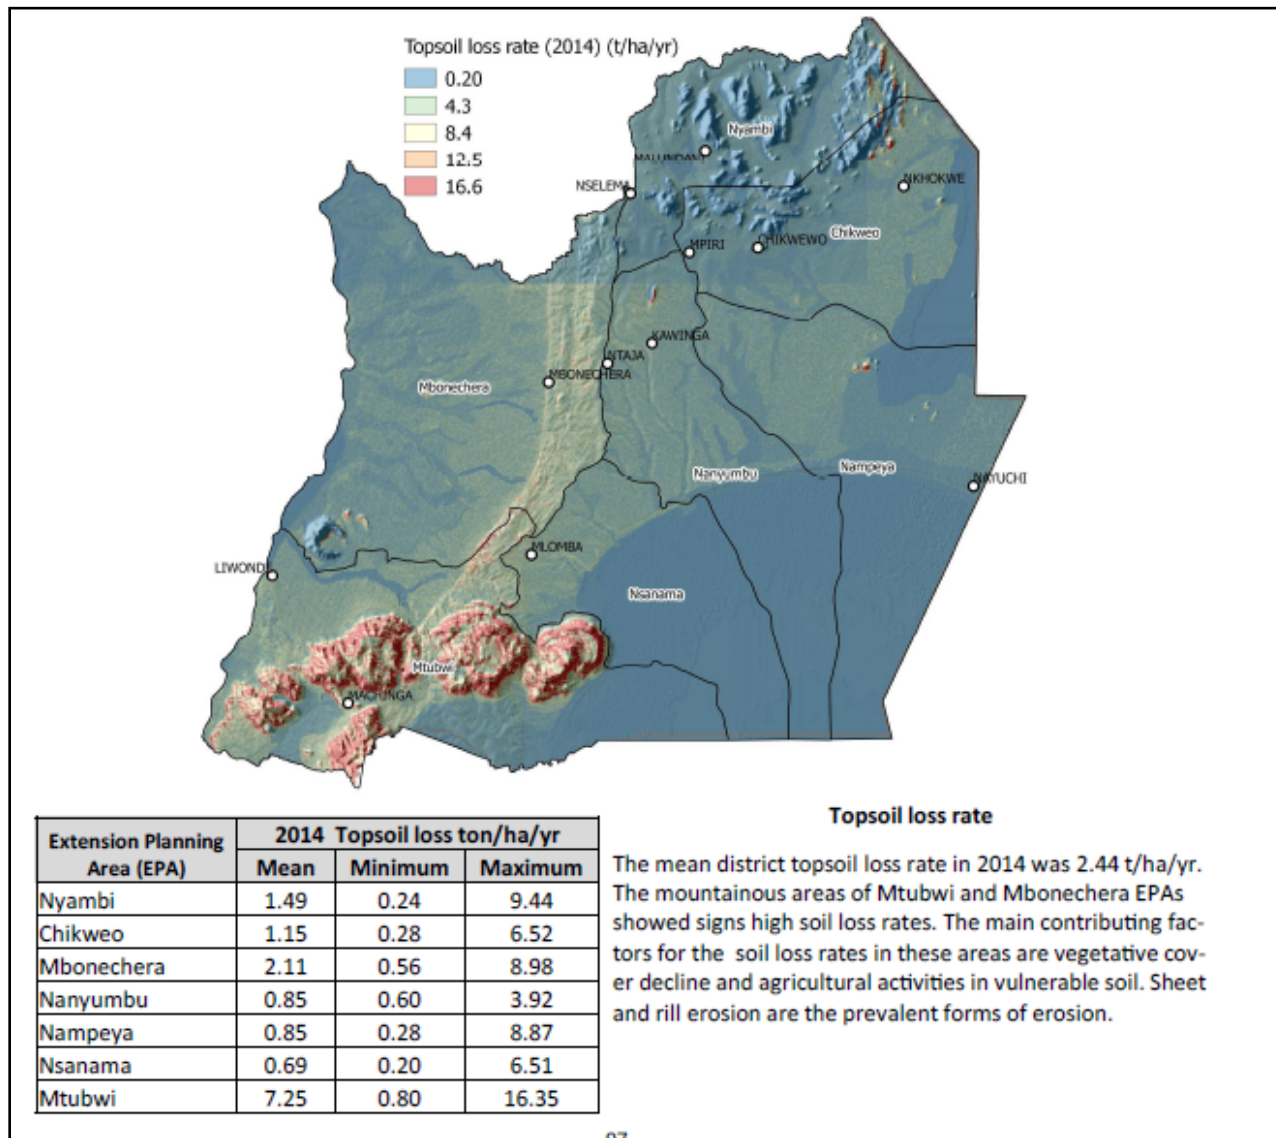 Topsoil loss rate (2014) (t/ha/yr)
0.20
4.3
8.4
12.5
16.6
Nyambi
NSELEMA
NKHOKWE
Chikweo
MPIRI
CHIKWEWO
KAWINGA
NTAJA
MBONECHERA
Mbonechera
Nanyumbu
Nampeya
NAYUCHI
MLOMBA
LIWONDE
Nsanama
Mtubwi
MACHINGA
Extension Planning Area (EPA) 2014 Topsoil loss ton/ha/yr
Mean Minimum Maximum
Nyambi 1.49 0.24 9.44
Chikweo 1.15 0.28 6.52
Mbonechera 2.11 0.56 8.98
Nanyumbu 0.85 0.60 3.92
Nampeya 0.85 0.28 8.87
Nsanama 0.69 0.20 6.51
Mtubwi 7.25 0.80 16.35
Topsoil loss rate
The mean district topsoil loss rate in 2014 was 2.44 t/ha/yr.
The mountainous areas of Mtubwi and Mbonechera EPAs
showed signs high soil loss rates. The main contributing fac-
tors for the soil loss rates in these areas are vegetative cov-
er decline and agricultural activities in vulnerable soil. Sheet
and rill erosion are the prevalent forms of erosion.